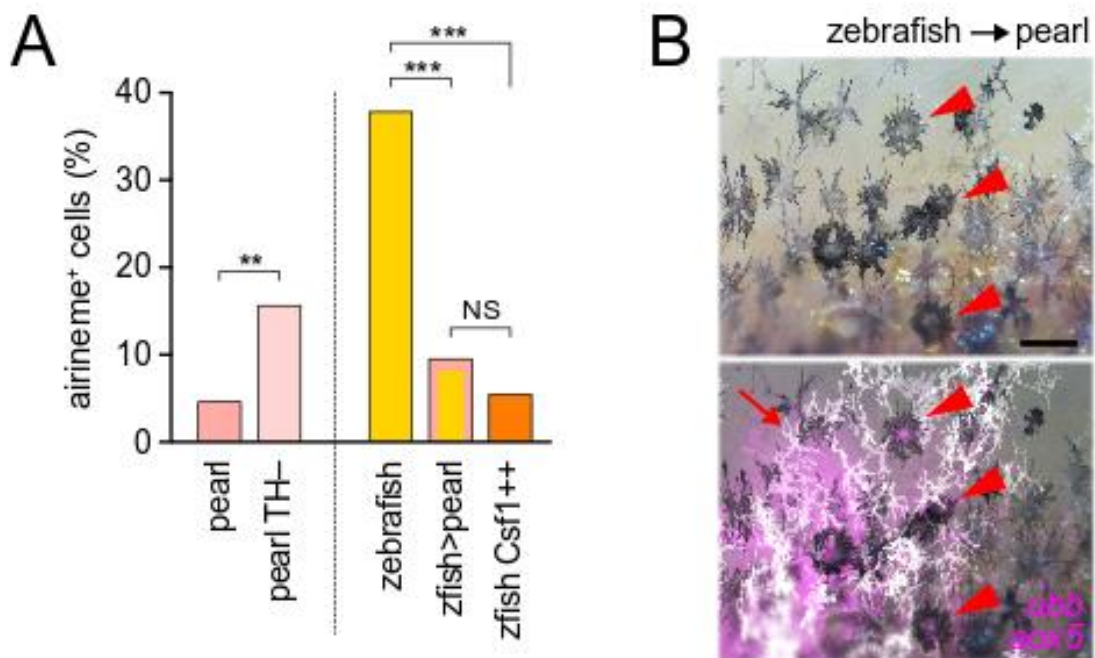 A
airineme⁺ cells (%)
40
30
20
10
0
**
***
***
NS
pearl
pearl TH–
zebrafish
zfish>pearl
zfish Csf1++
B
zebrafish → pearl